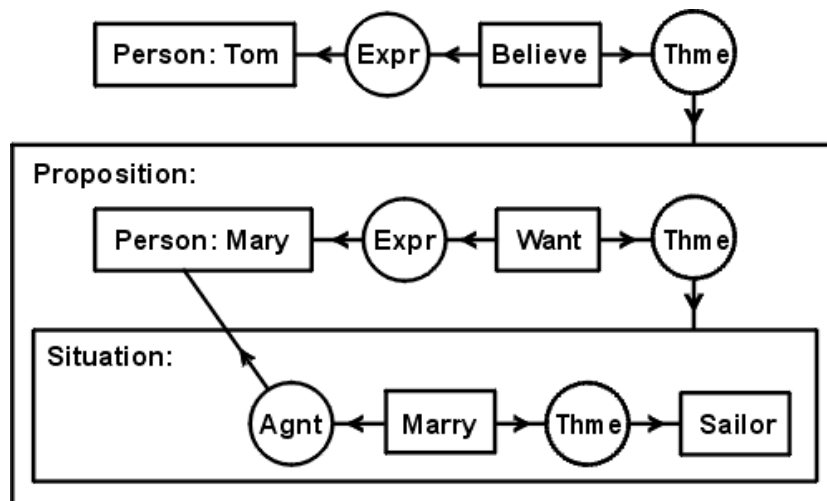 Person: Tom Expr Believe Thme
Proposition:
Person: Mary Expr Want Thme
Situation:
Agnt Marry Thme Sailor